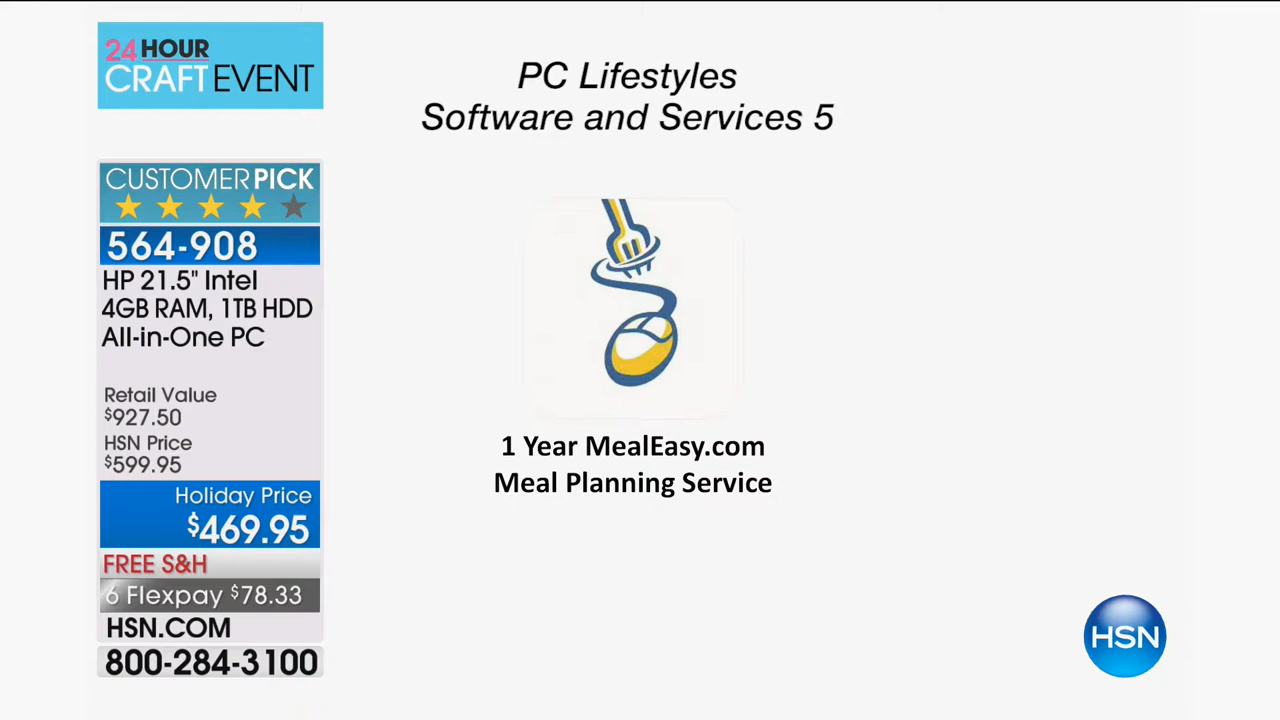 24 HOUR
CRAFT EVENT
PC Lifestyles
Software and Services 5
CUSTOMER PICK
564-908
HP 21.5" Intel
4GB RAM, 1TB HDD
All-in-One PC
Retail Value
$927.50
HSN Price
$599.95
Holiday Price
$469.95
FREE S&H
6 Flexpay $78.33
HSN.COM
800-284-3100
1 Year MealEasy.com
Meal Planning Service
HSN